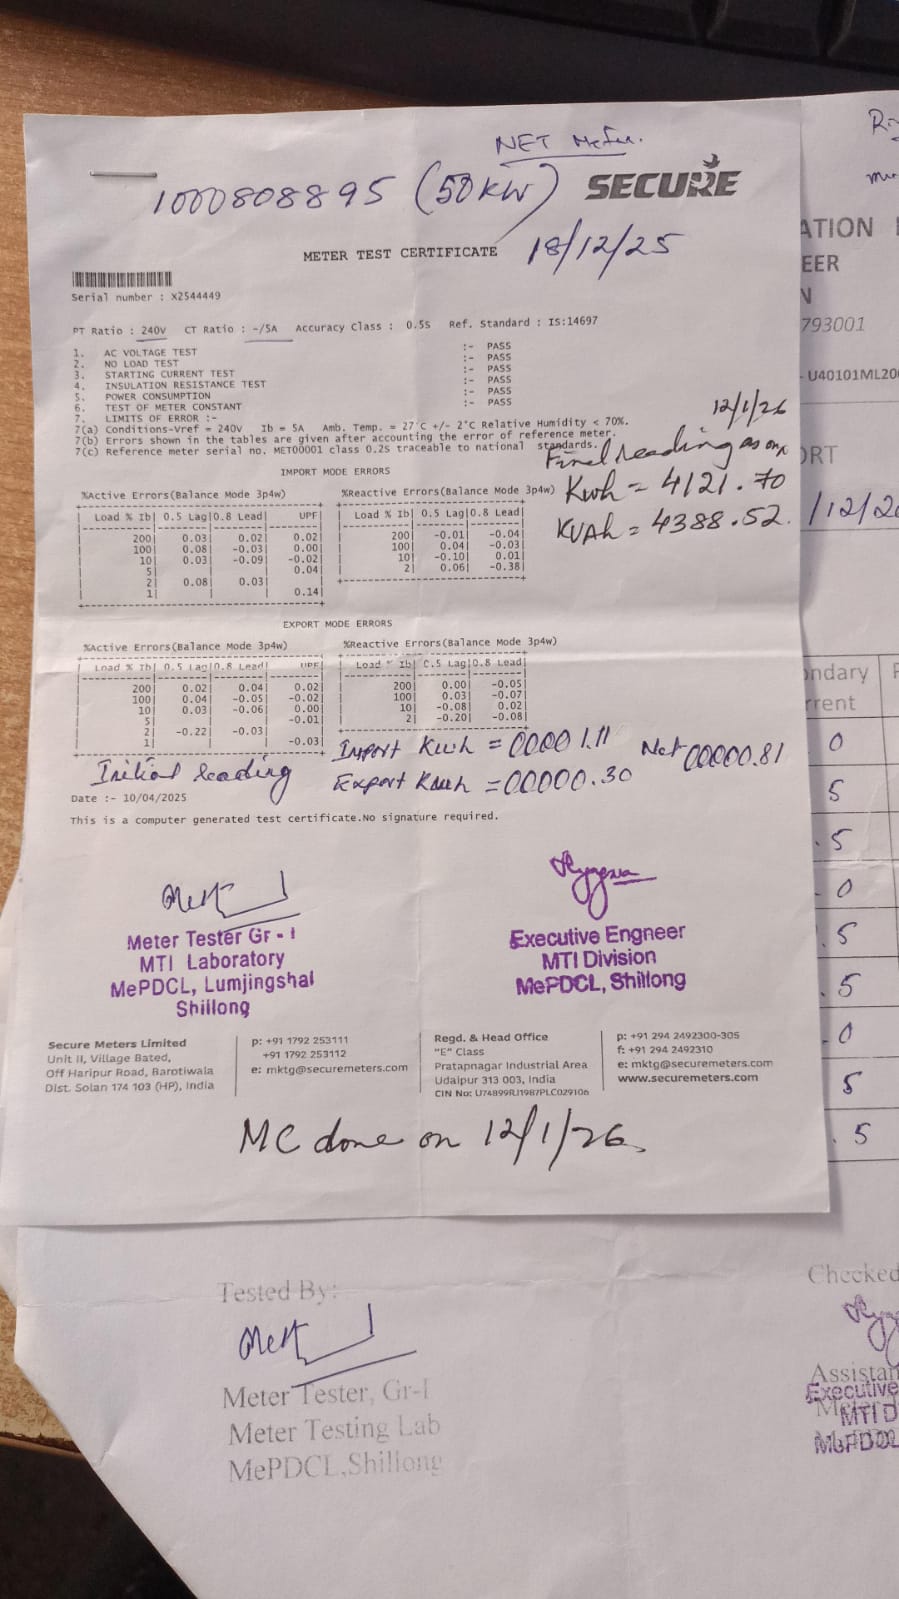 NET Meter.
1000808895 (50 KW)
SECURE
METER TEST CERTIFICATE
18/12/25
Serial number : X2544449
PT Ratio : 240V CT Ratio : -/5A Accuracy Class : 0.5S Ref. Standard : IS:14697
1. AC VOLTAGE TEST :- PASS
2. NO LOAD TEST :- PASS
3. STARTING CURRENT TEST :- PASS
4. INSULATION RESISTANCE TEST :- PASS
5. POWER CONSUMPTION :- PASS
6. TEST OF METER CONSTANT :- PASS
7. LIMITS OF ERROR :-
7(a) Conditions-Vref = 240V Ib = 5A Amb. Temp. = 27°C +/- 2°C Relative Humidity < 70%.
7(b) Errors shown in the tables are given after accounting the error of reference meter.
7(c) Reference meter serial no. MET00001 class 0.2S traceable to national standards.
12/1/26
Final reading as on
Kwh = 4121.70
KVAh = 4388.52.
IMPORT MODE ERRORS
%Active Errors(Balance Mode 3p4w)
Load % Ib| 0.5 Lag|0.8 Lead| UPF|
200| 0.03| 0.02| 0.02|
100| 0.08| -0.03| 0.00|
10| 0.03| -0.09| -0.02|
5| 0.04|
2| 0.08| 0.03|
1| 0.14|
%Reactive Errors(Balance Mode 3p4w)
Load % Ib| 0.5 Lag|0.8 Lead|
200| -0.01| -0.04|
100| 0.04| -0.03|
10| -0.10| 0.01|
2| 0.06| -0.38|
EXPORT MODE ERRORS
%Active Errors(Balance Mode 3p4w)
Load % Ib| 0.5 Lag|0.8 Lead| UPF|
200| 0.02| 0.04| 0.02|
100| 0.04| -0.05| -0.02|
10| 0.03| -0.06| 0.00|
5| -0.01|
2| -0.22| -0.03|
1| -0.03|
%Reactive Errors(Balance Mode 3p4w)
Load % Ib| 0.5 Lag|0.8 Lead|
200| 0.00| -0.05|
100| 0.03| -0.07|
10| -0.08| 0.02|
2| -0.20| -0.08|
Initial reading
Import Kwh = 00001.11 Net 00000.81
Export Kwh = 00000.30
Date :- 10/04/2025
This is a computer generated test certificate.No signature required.
Meter Tester Gr - I
MTI Laboratory
MePDCL, Lumjingshai
Shillong
Executive Engneer
MTI Division
MePDCL, Shillong
Secure Meters Limited
Unit II, Village Bated,
Off Haripur Road, Barotiwala
Dist. Solan 174 103 (HP), India
p: +91 1792 253111
+91 1792 253112
e: mktg@securemeters.com
Regd. & Head Office
"E" Class
Pratapnagar Industrial Area
Udaipur 313 003, India
CIN No: U74899RJ1987PLC029106
p: +91 294 2492300-305
f: +91 294 2492310
e: mktg@securemeters.com
www.securemeters.com
MC done on 12/1/26.
ATION
EER
N
793001
- U40101ML20
ORT
/12/2
ndary
rrent
0
5
.5
0
.5
.5
.0
5
.5
Tested By:
Meter Tester, Gr-I
Meter Testing Lab
MePDCL,Shillong
Checked
Assistan
Executive
MTI D
MePDCL